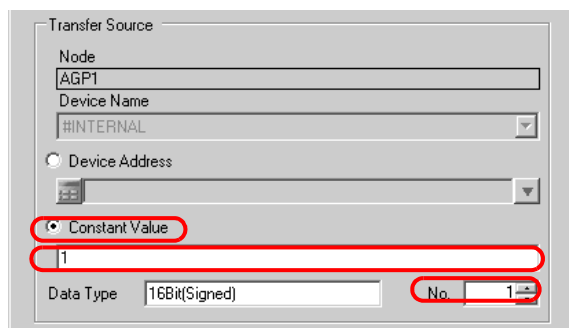 Transfer Source
Node
AGP1
Device Name
#INTERNAL
Device Address
Constant Value
1
Data Type 16Bit(Signed) No. 1